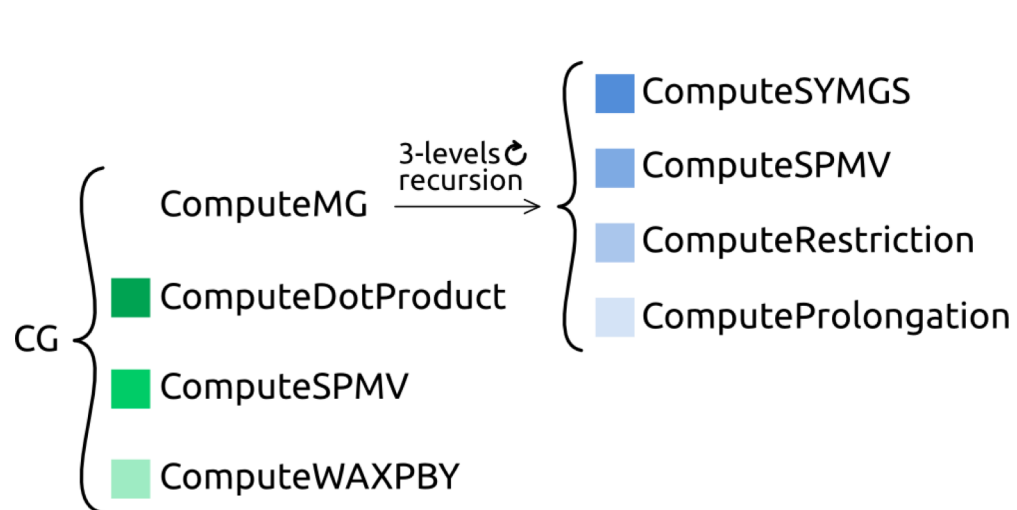 CG
ComputeMG
ComputeDotProduct
ComputeSPMV
ComputeWAXPBY
3-levels
recursion
ComputeSYMGS
ComputeSPMV
ComputeRestriction
ComputeProlongation